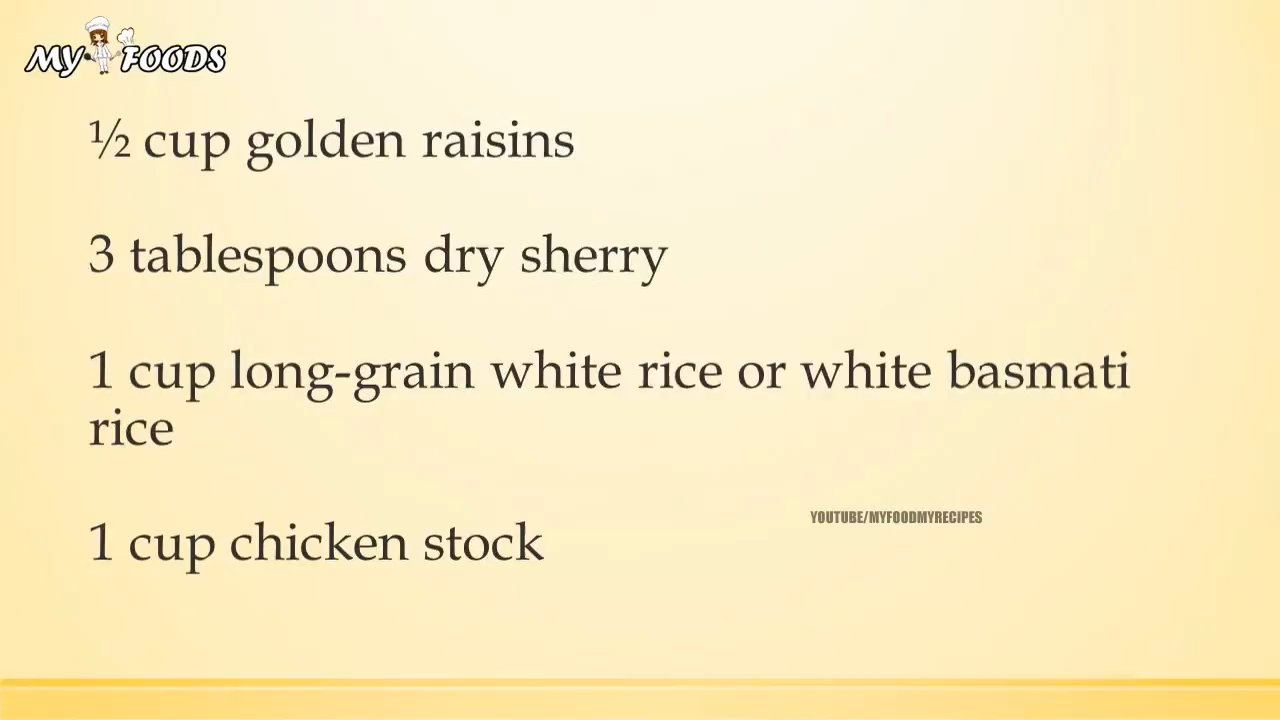 MY FOODS
½ cup golden raisins
3 tablespoons dry sherry
1 cup long-grain white rice or white basmati
rice
YOUTUBE/MYFOODMYRECIPES
1 cup chicken stock